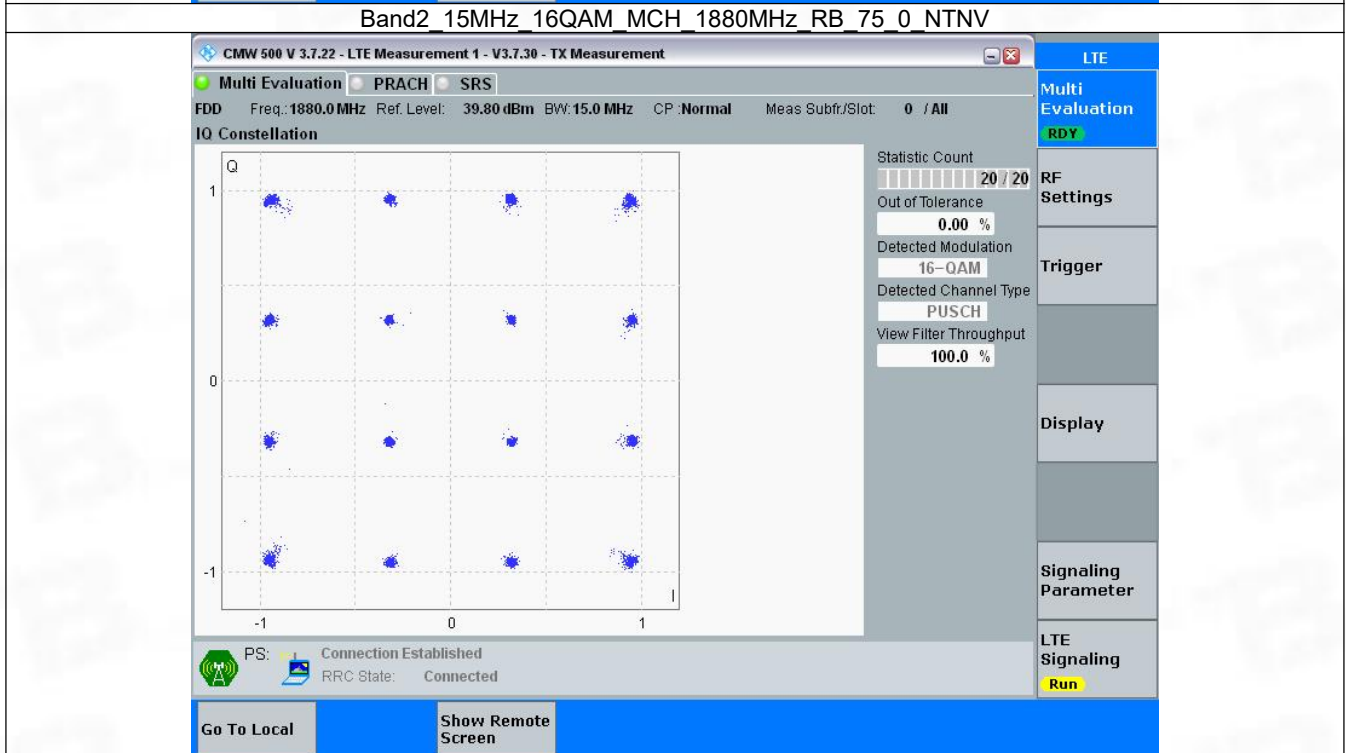 Band2_15MHz_16QAM_MCH_1880MHz_RB_75_0_NTNV
CMW 500 V 3.7.22 - LTE Measurement 1 - V3.7.30 - TX Measurement
LTE
Multi Evaluation PRACH SRS
Multi
Evaluation
RDY
FDD Freq.: 1880.0 MHz Ref. Level: 39.80 dBm BW: 15.0 MHz CP :Normal Meas Subfr./Slot: 0 / All
IQ Constellation
Q
1
0
-1
-1 0 1
I
Statistic Count
20 / 20
Out of Tolerance
0.00 %
Detected Modulation
16-QAM
Detected Channel Type
PUSCH
View Filter Throughput
100.0 %
RF
Settings
Trigger
Display
Signaling
Parameter
LTE
Signaling
Run
PS: Connection Established
RRC State: Connected
Go To Local
Show Remote
Screen